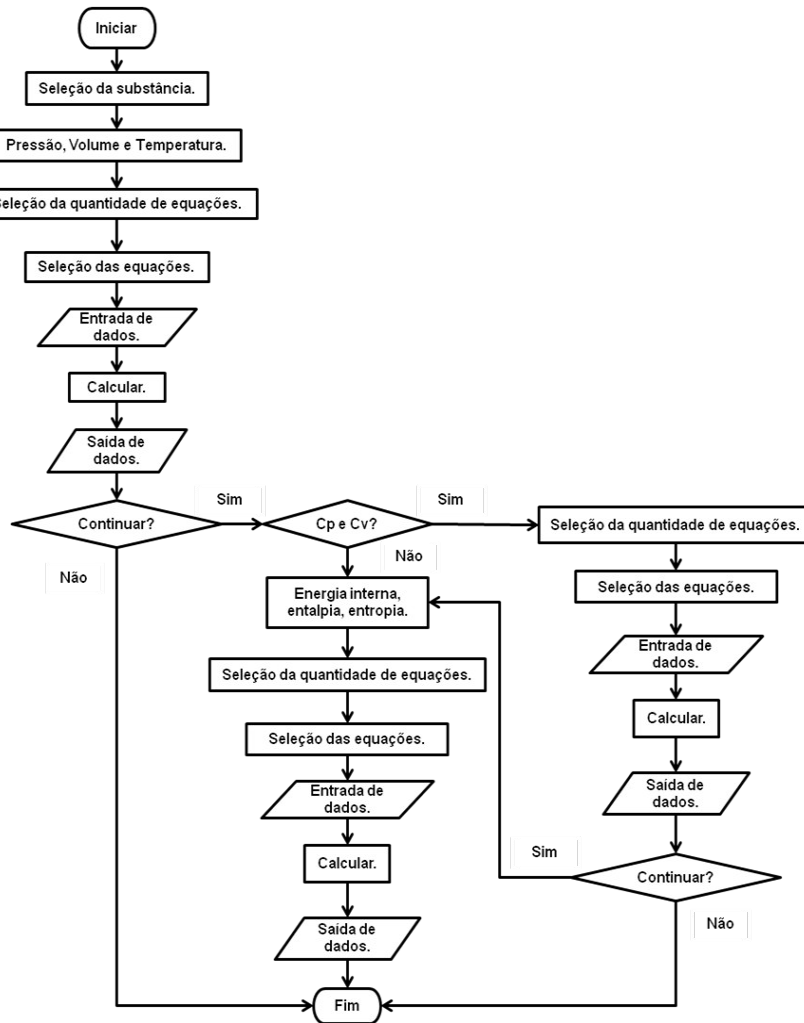 Iniciar
Seleção da substância.
Pressão, Volume e Temperatura.
Seleção da quantidade de equações.
Seleção das equações.
Entrada de
dados.
Calcular.
Saída de
dados.
Continuar?
Sim
Não
Cp e Cv?
Sim
Não
Energia interna,
entalpia, entropia.
Seleção da quantidade de equações.
Seleção das equações.
Entrada de
dados.
Calcular.
Saída de
dados.
Seleção da quantidade de equações.
Seleção das equações.
Entrada de
dados.
Calcular.
Saída de
dados.
Continuar?
Sim
Não
Fim